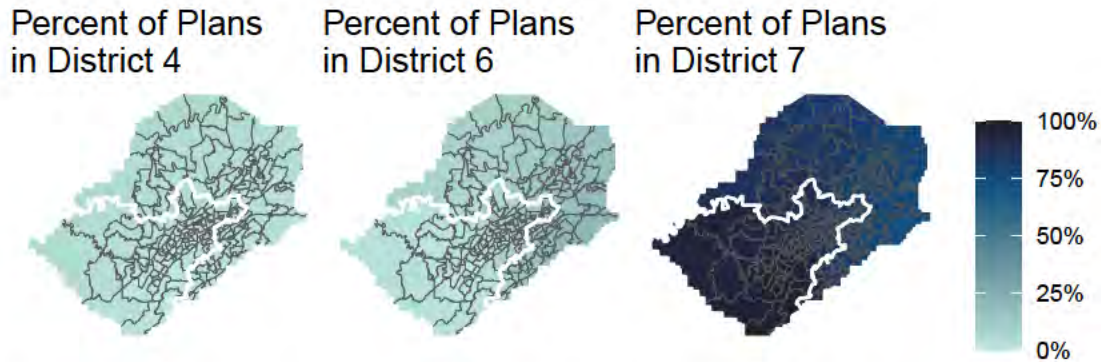 Percent of Plans
in District 4
Percent of Plans
in District 6
Percent of Plans
in District 7
100%
75%
50%
25%
0%